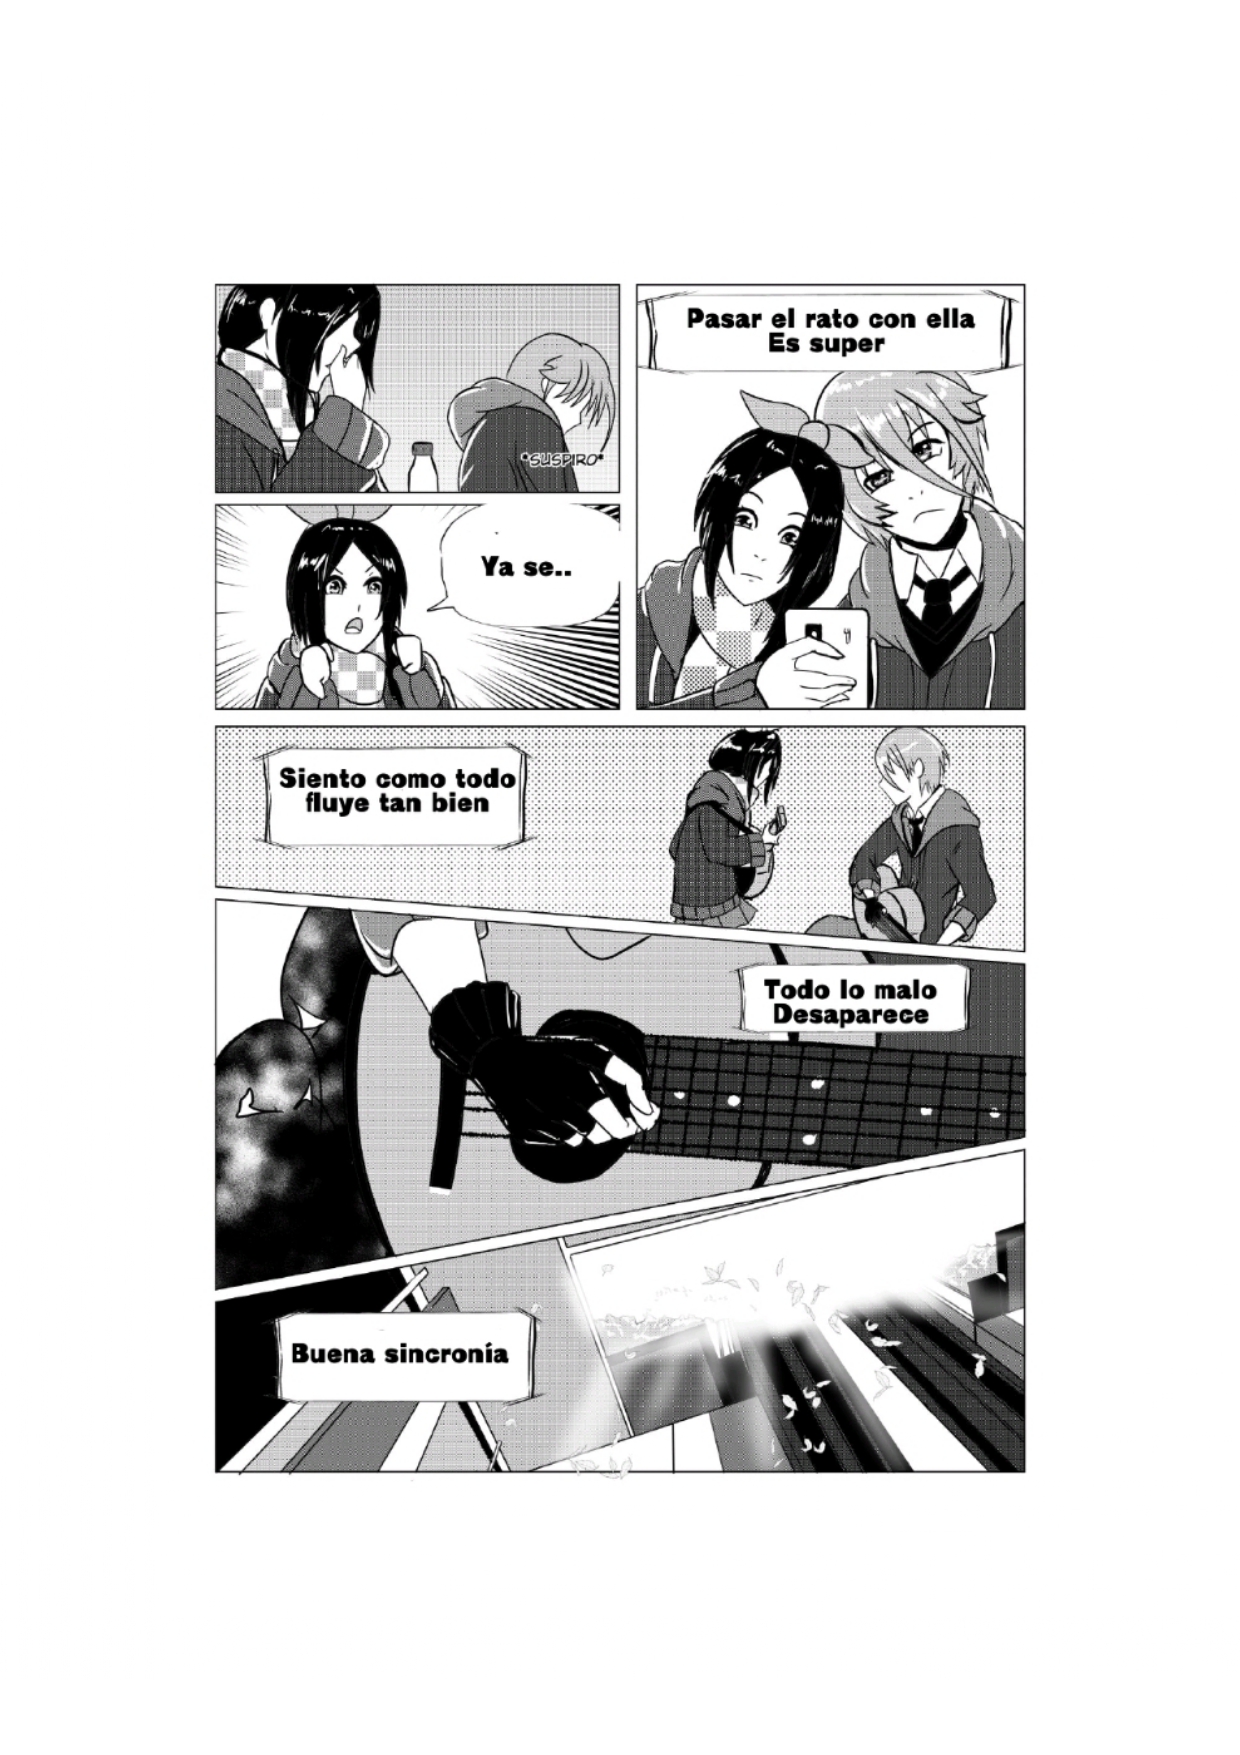 *SUSPIRO*
Ya se..
Pasar el rato con ella
Es super
Siento como todo
fluye tan bien
Todo lo malo
Desaparece
Buena sincronía